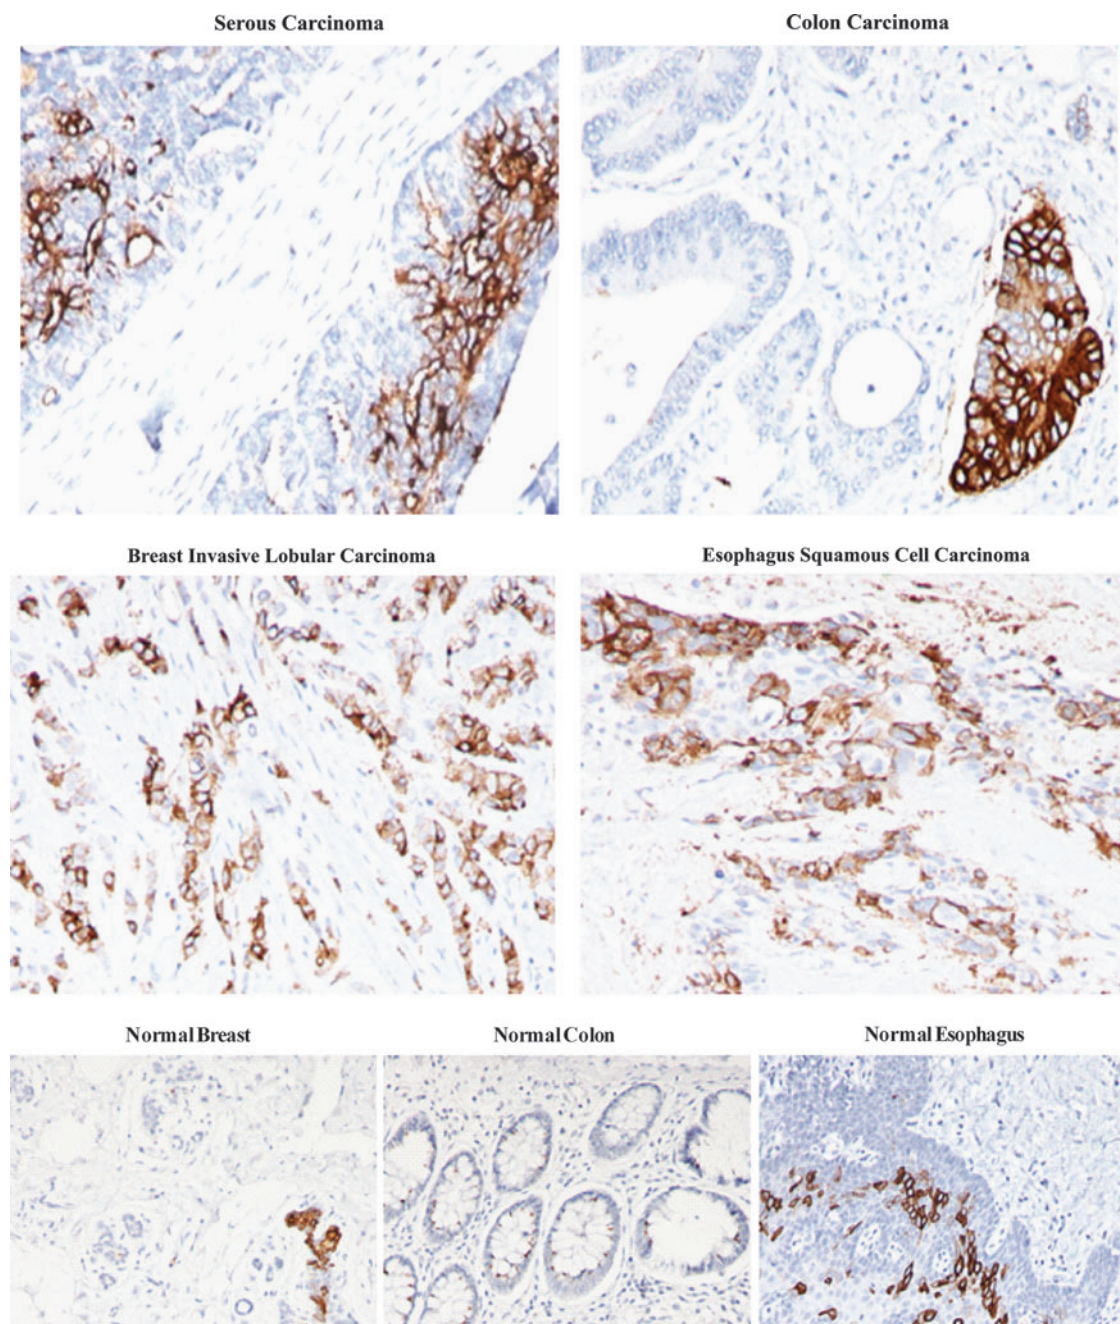 Serous Carcinoma
Colon Carcinoma
Breast Invasive Lobular Carcinoma
Esophagus Squamous Cell Carcinoma
Normal Breast
Normal Colon
Normal Esophagus